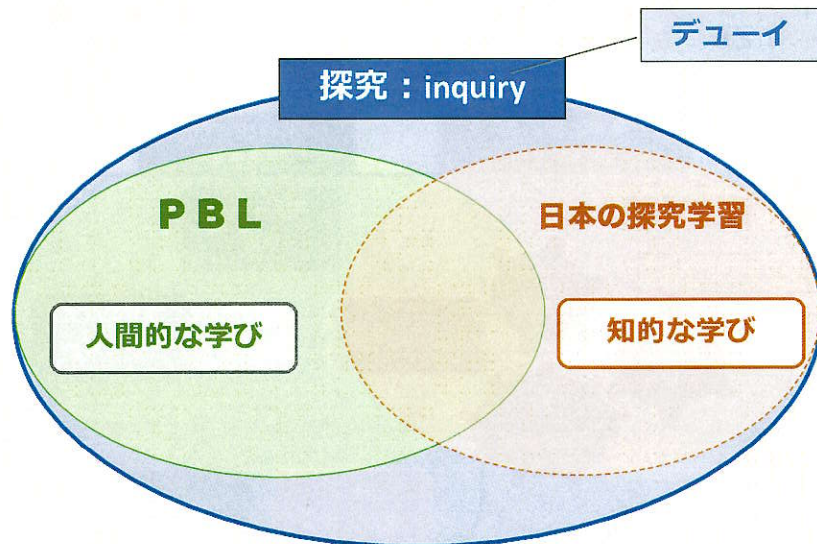 デューイ
探究：inquiry
PBL
日本の探究学習
人間的な学び
知的な学び